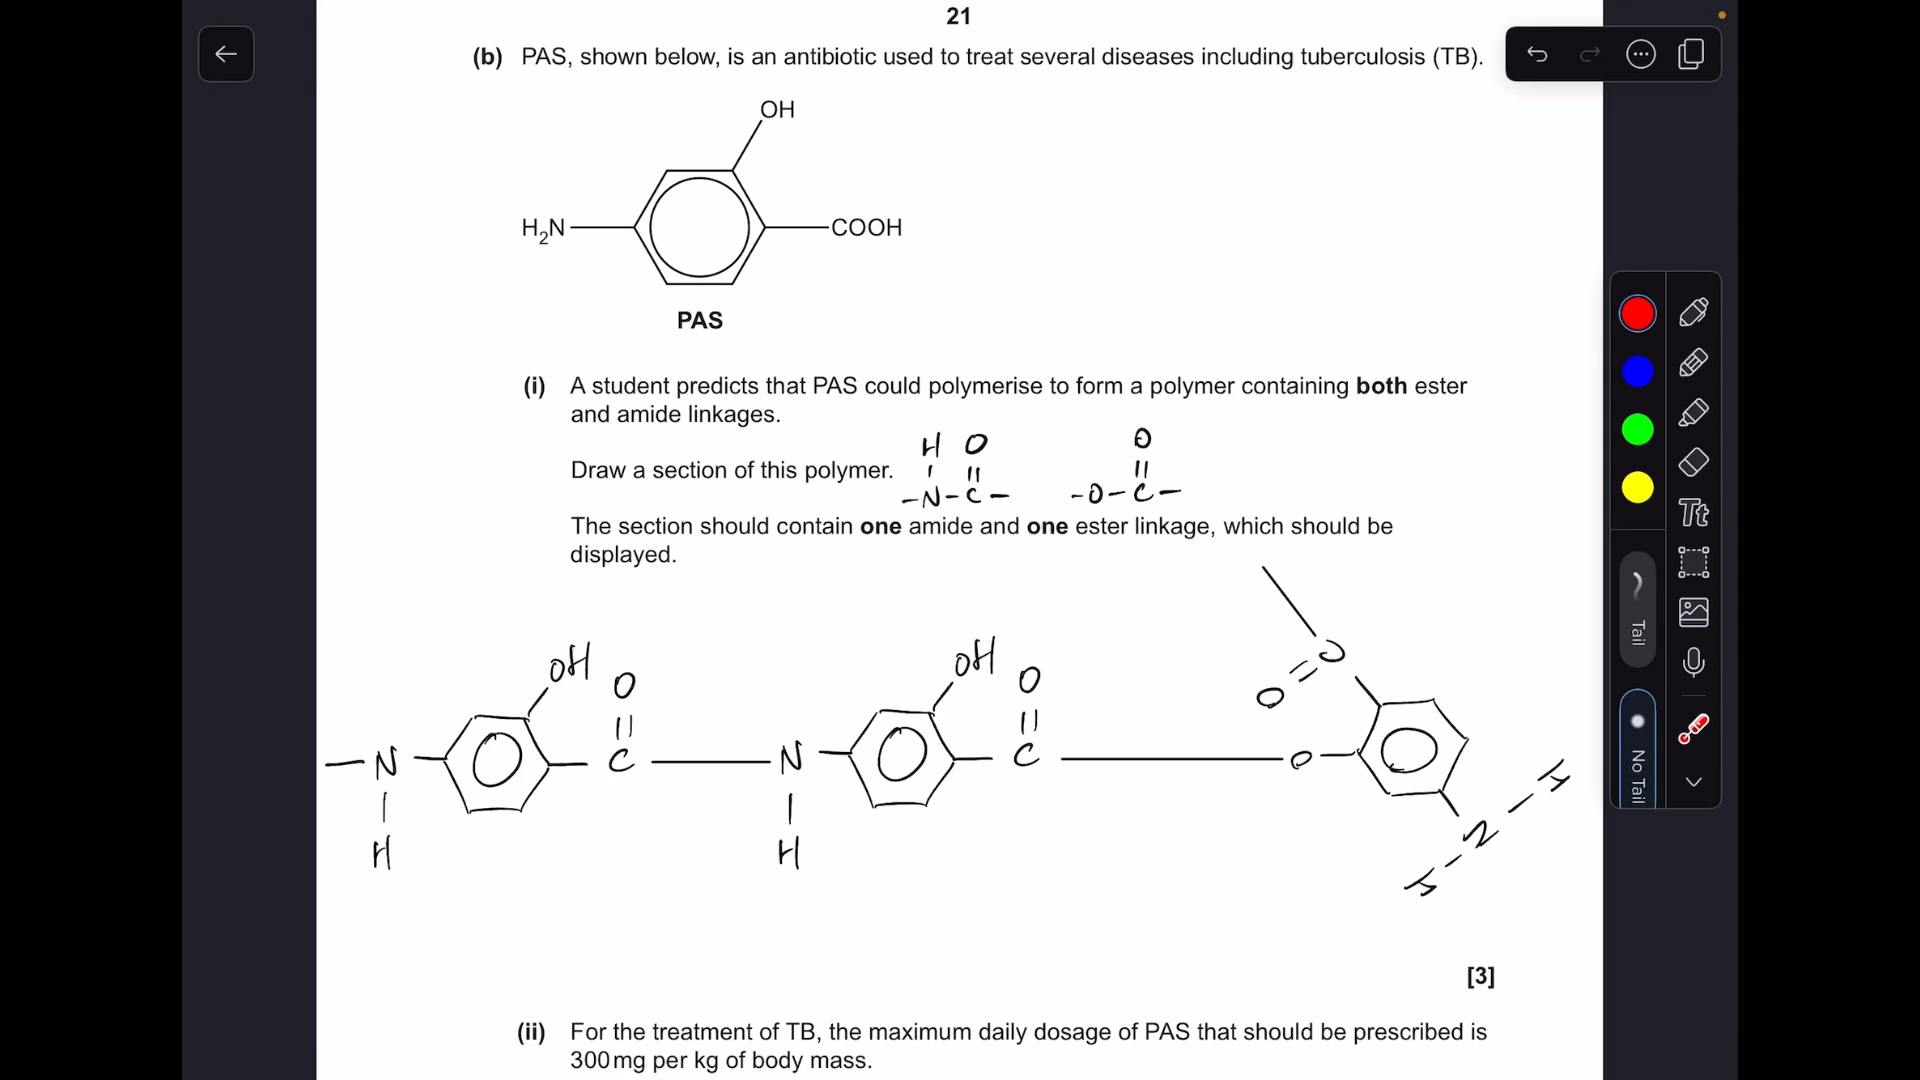 21
(b) PAS, shown below, is an antibiotic used to treat several diseases including tuberculosis (TB).
OH
H₂N
COOH
PAS
(i) A student predicts that PAS could polymerise to form a polymer containing both ester
and amide linkages.
H O
O
Draw a section of this polymer.
-N-C-
-O-C-
The section should contain one amide and one ester linkage, which should be
displayed.
OH
O
OH
O
O
O
N
C
N
C
O
H
H
H
N
H
[3]
(ii) For the treatment of TB, the maximum daily dosage of PAS that should be prescribed is
300 mg per kg of body mass.
Tt
Tail
No Tail